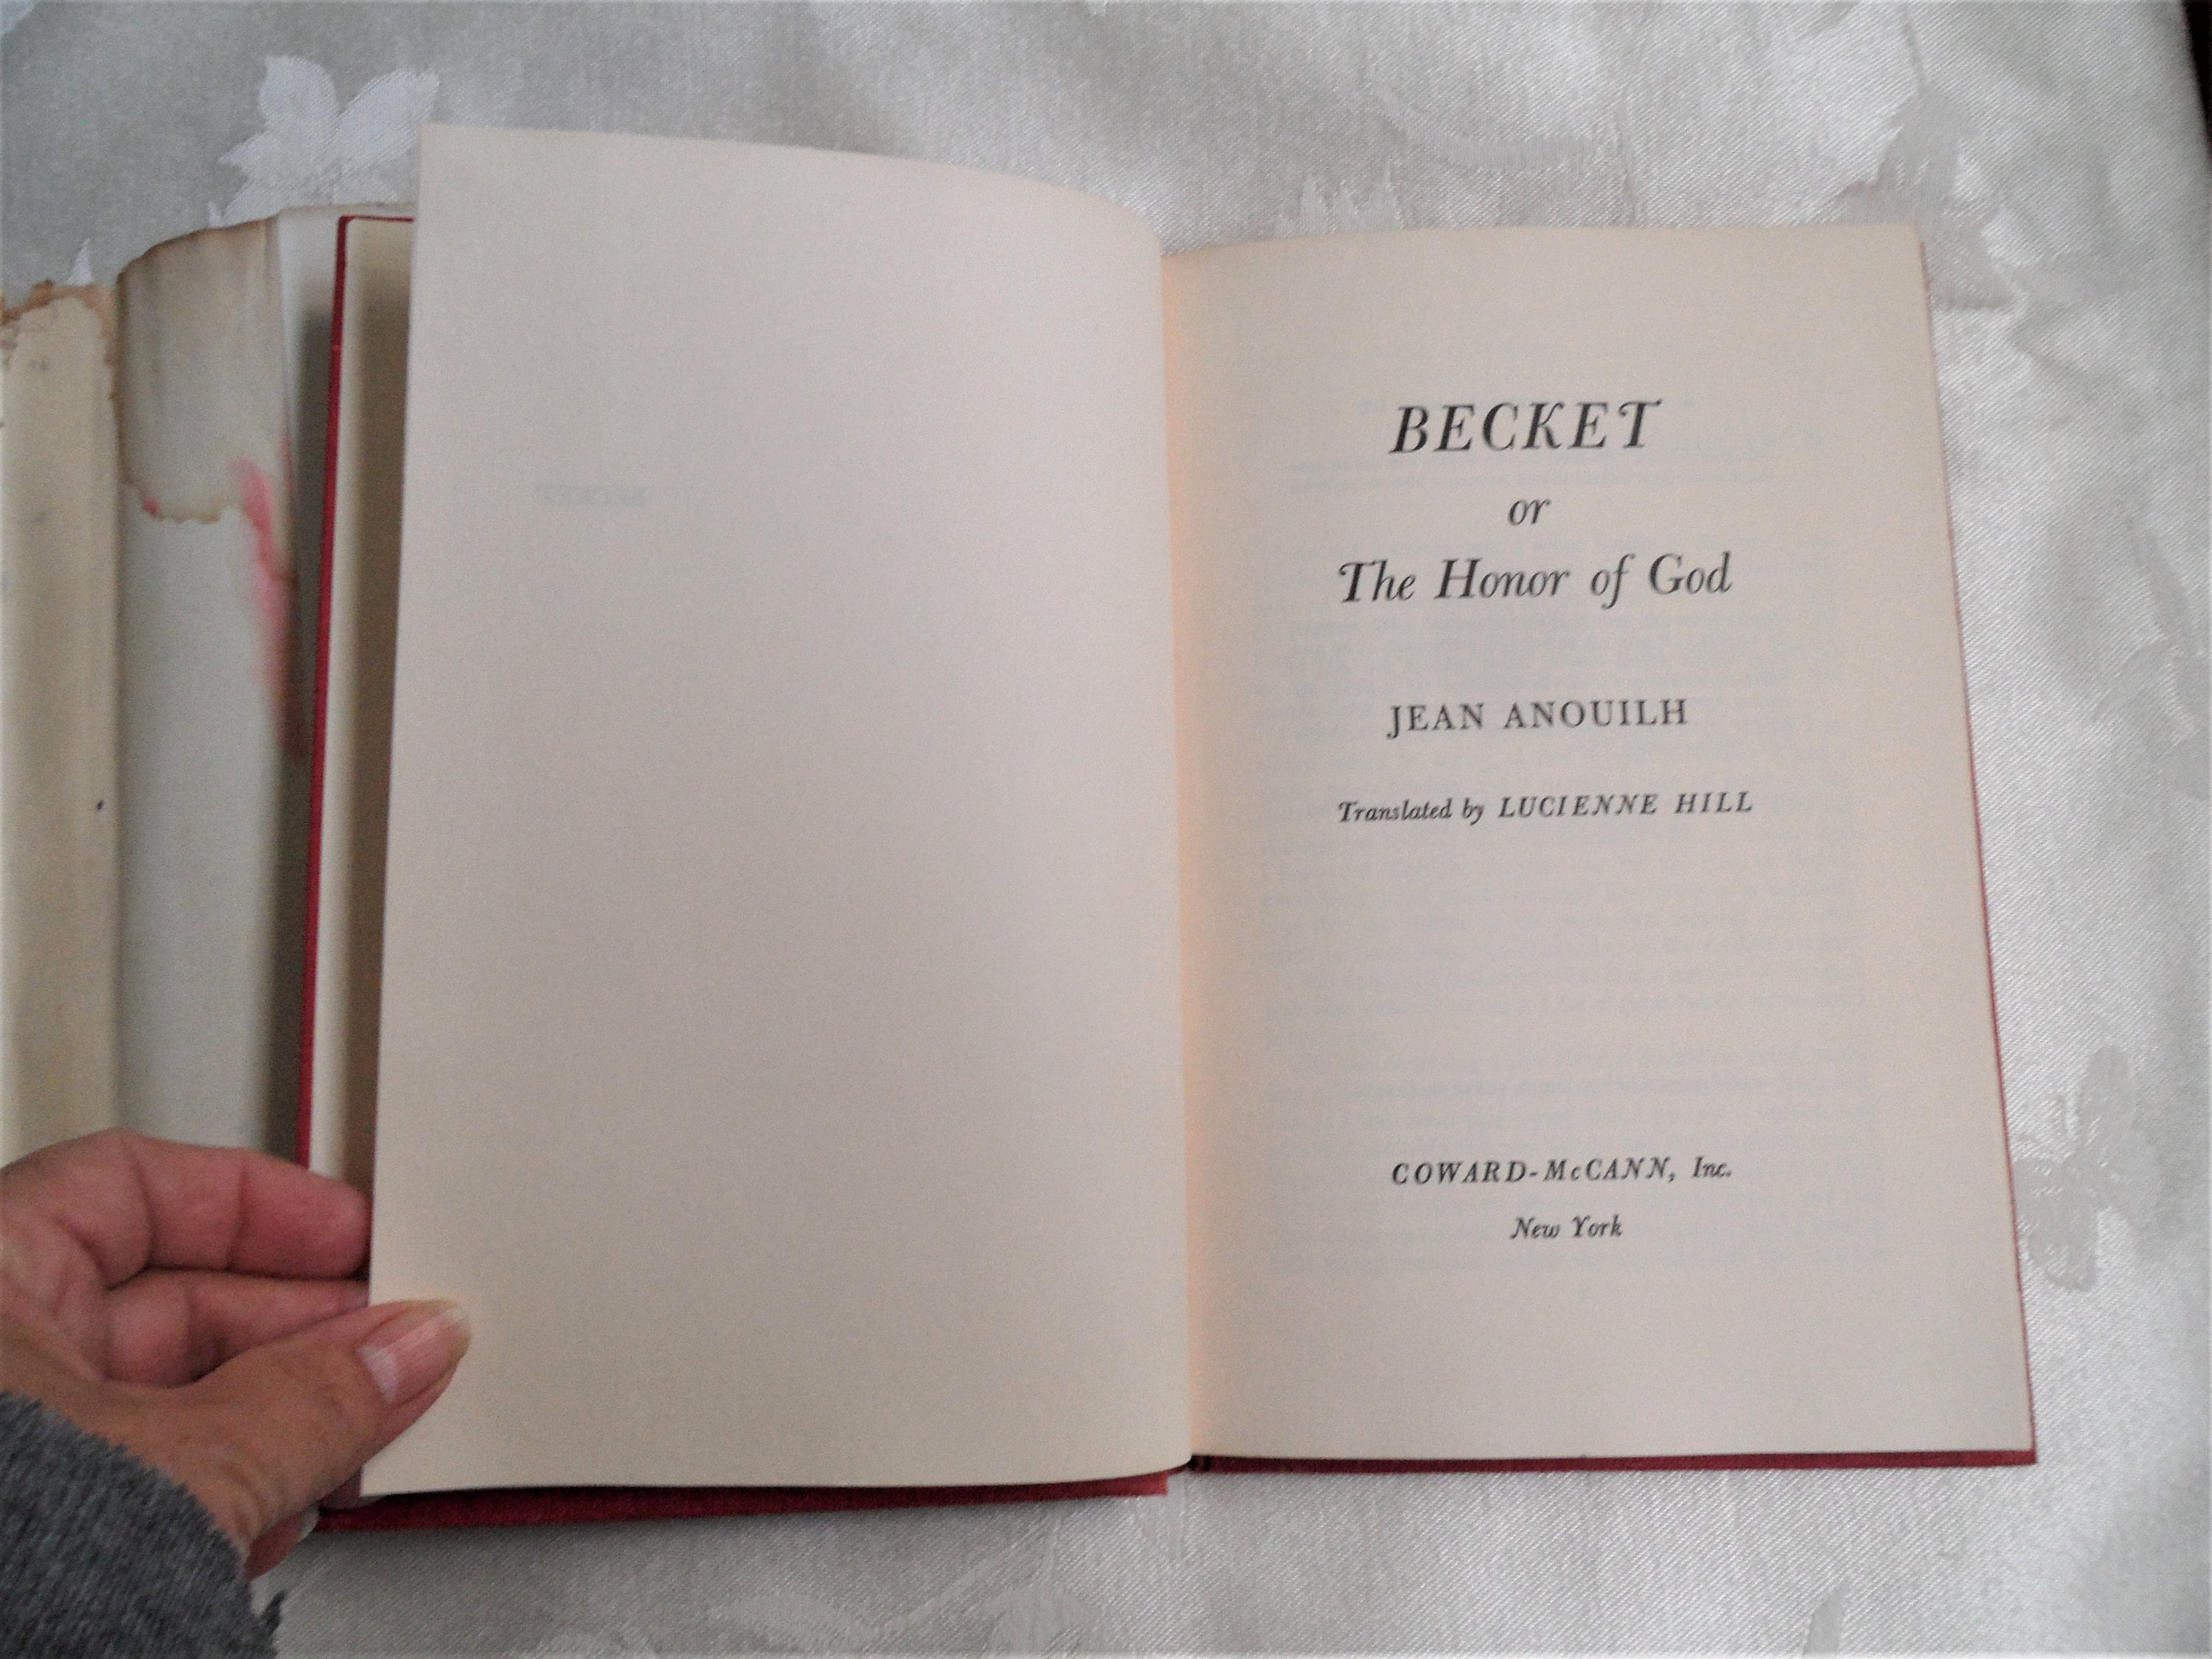 BECKET
or
The Honor of God
JEAN ANOUILH
Translated by LUCIENNE HILL
COWARD-McCANN, Inc.
New York